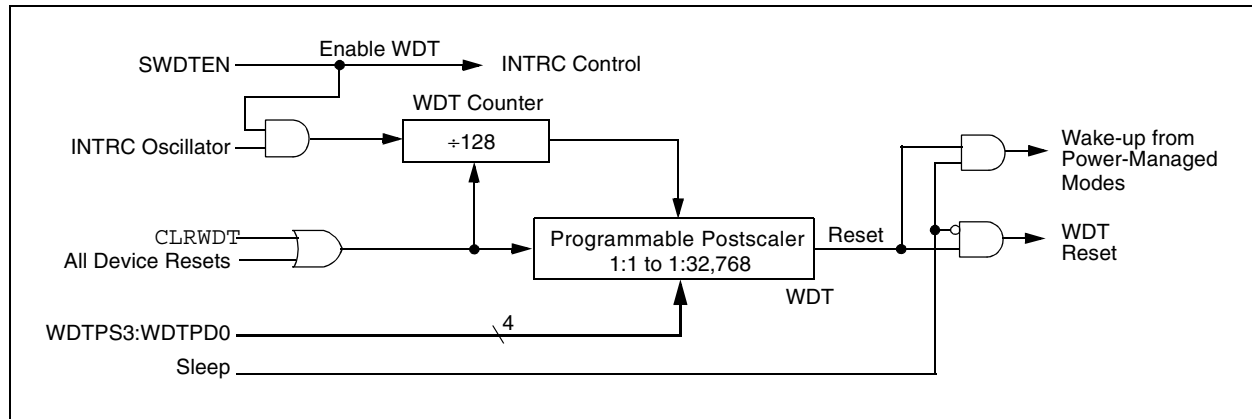 SWDTEN
Enable WDT
INTRC Control
WDT Counter
INTRC Oscillator
÷128
Wake-up from
Power-Managed
Modes
CLRWDT
All Device Resets
Programmable Postscaler
1:1 to 1:32,768
Reset
WDT
WDT
Reset
WDTPS3:WDTPD0
4
Sleep